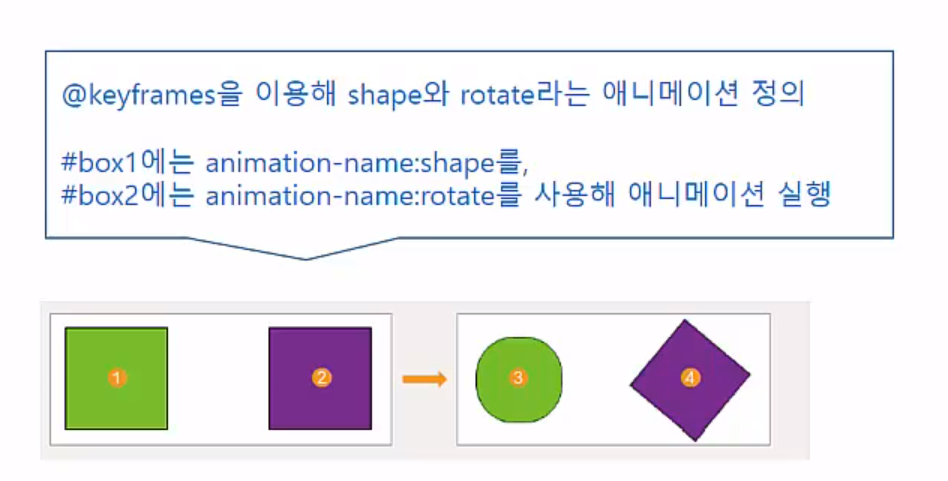 @keyframes을 이용해 shape와 rotate라는 애니메이션 정의
#box1에는 animation-name:shape를,
#box2에는 animation-name:rotate를 사용해 애니메이션 실행
1
2
3
4